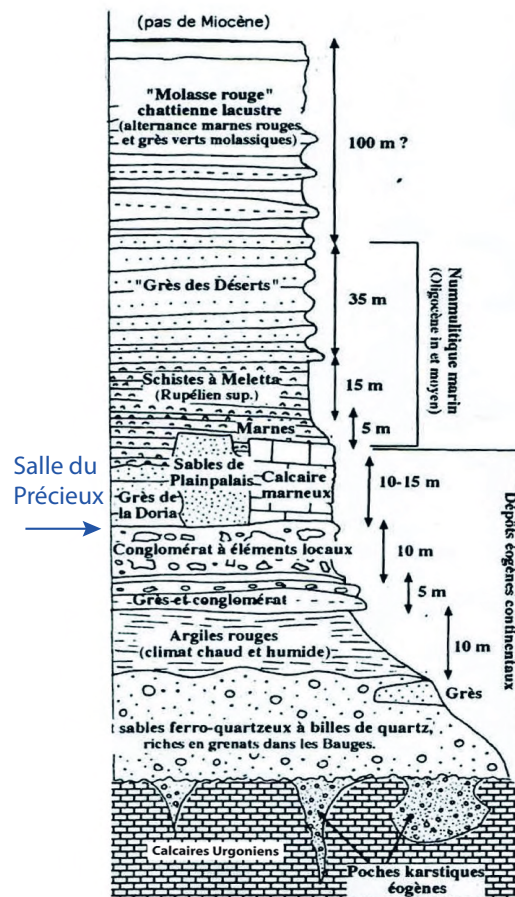 (pas de Miocène)
"Molasse rouge"
chattienne lacustre
(alternance marnes rouges
et grès verts molassiques)
100 m ?
"Grès des Déserts"
35 m
Nummulitique marin
(Oligocène in et moyen)
Schistes à Meletta
(Rupélien sup.)
15 m
Marnes
5 m
Salle du
Précieux
Sables de
Plainpalais
Calcaire
marneux
Grès de
la Doria
10-15 m
Conglomérat à éléments locaux
10 m
Grès et conglomérat
5 m
Dépôts éogènes continentaux
Argiles rouges
(climat chaud et humide)
10 m
Grès
sables ferro-quartzeux à billes de quartz,
riches en grenats dans les Bauges.
Calcaires Urgoniens
Poches karstiques
éogènes